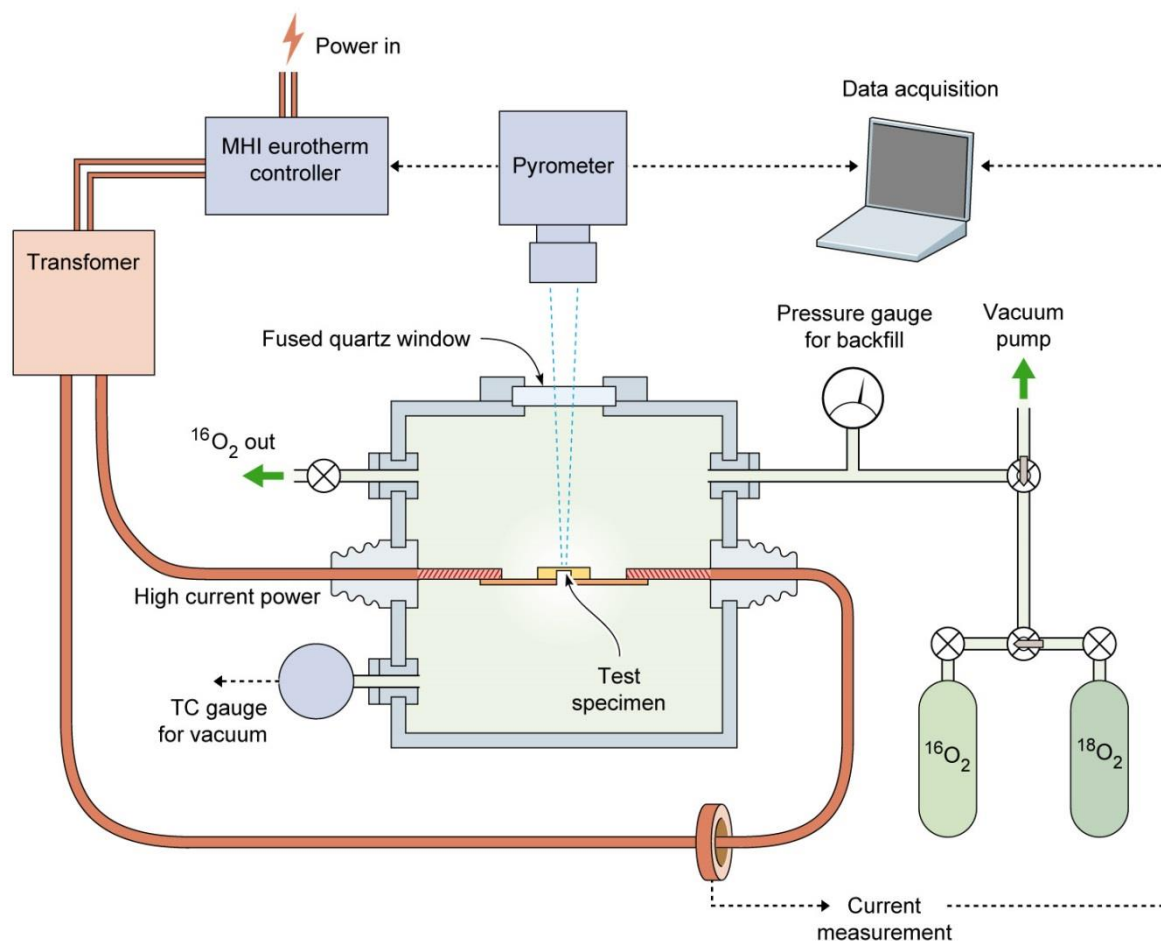 Power in
MHI eurotherm
controller
Pyrometer
Data acquisition
Transfomer
Fused quartz window
Pressure gauge
for backfill
Vacuum
pump
¹⁶O₂ out
High current power
TC gauge
for vacuum
Test
specimen
¹⁶O₂
¹⁸O₂
Current
measurement